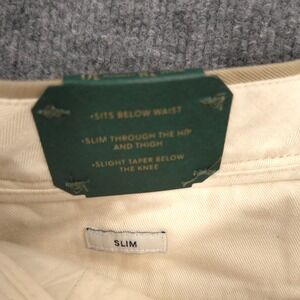 •SITS BELOW WAIST
•SLIM THROUGH THE HIP
AND THIGH
•SLIGHT TAPER BELOW
THE KNEE
SLIM